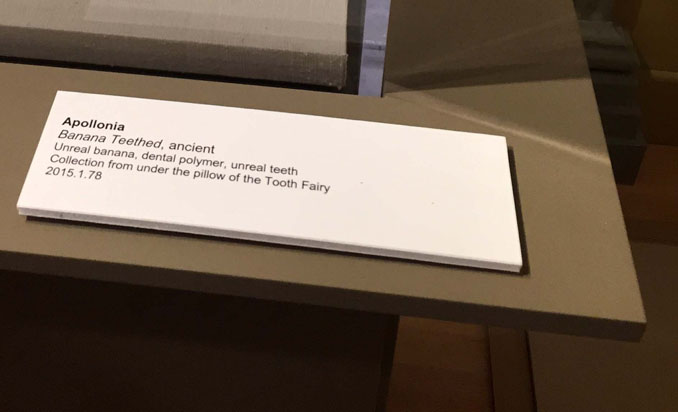 Apollonia
Banana Teethed, ancient
Unreal banana, dental polymer, unreal teeth
Collection from under the pillow of the Tooth Fairy
2015.1.78